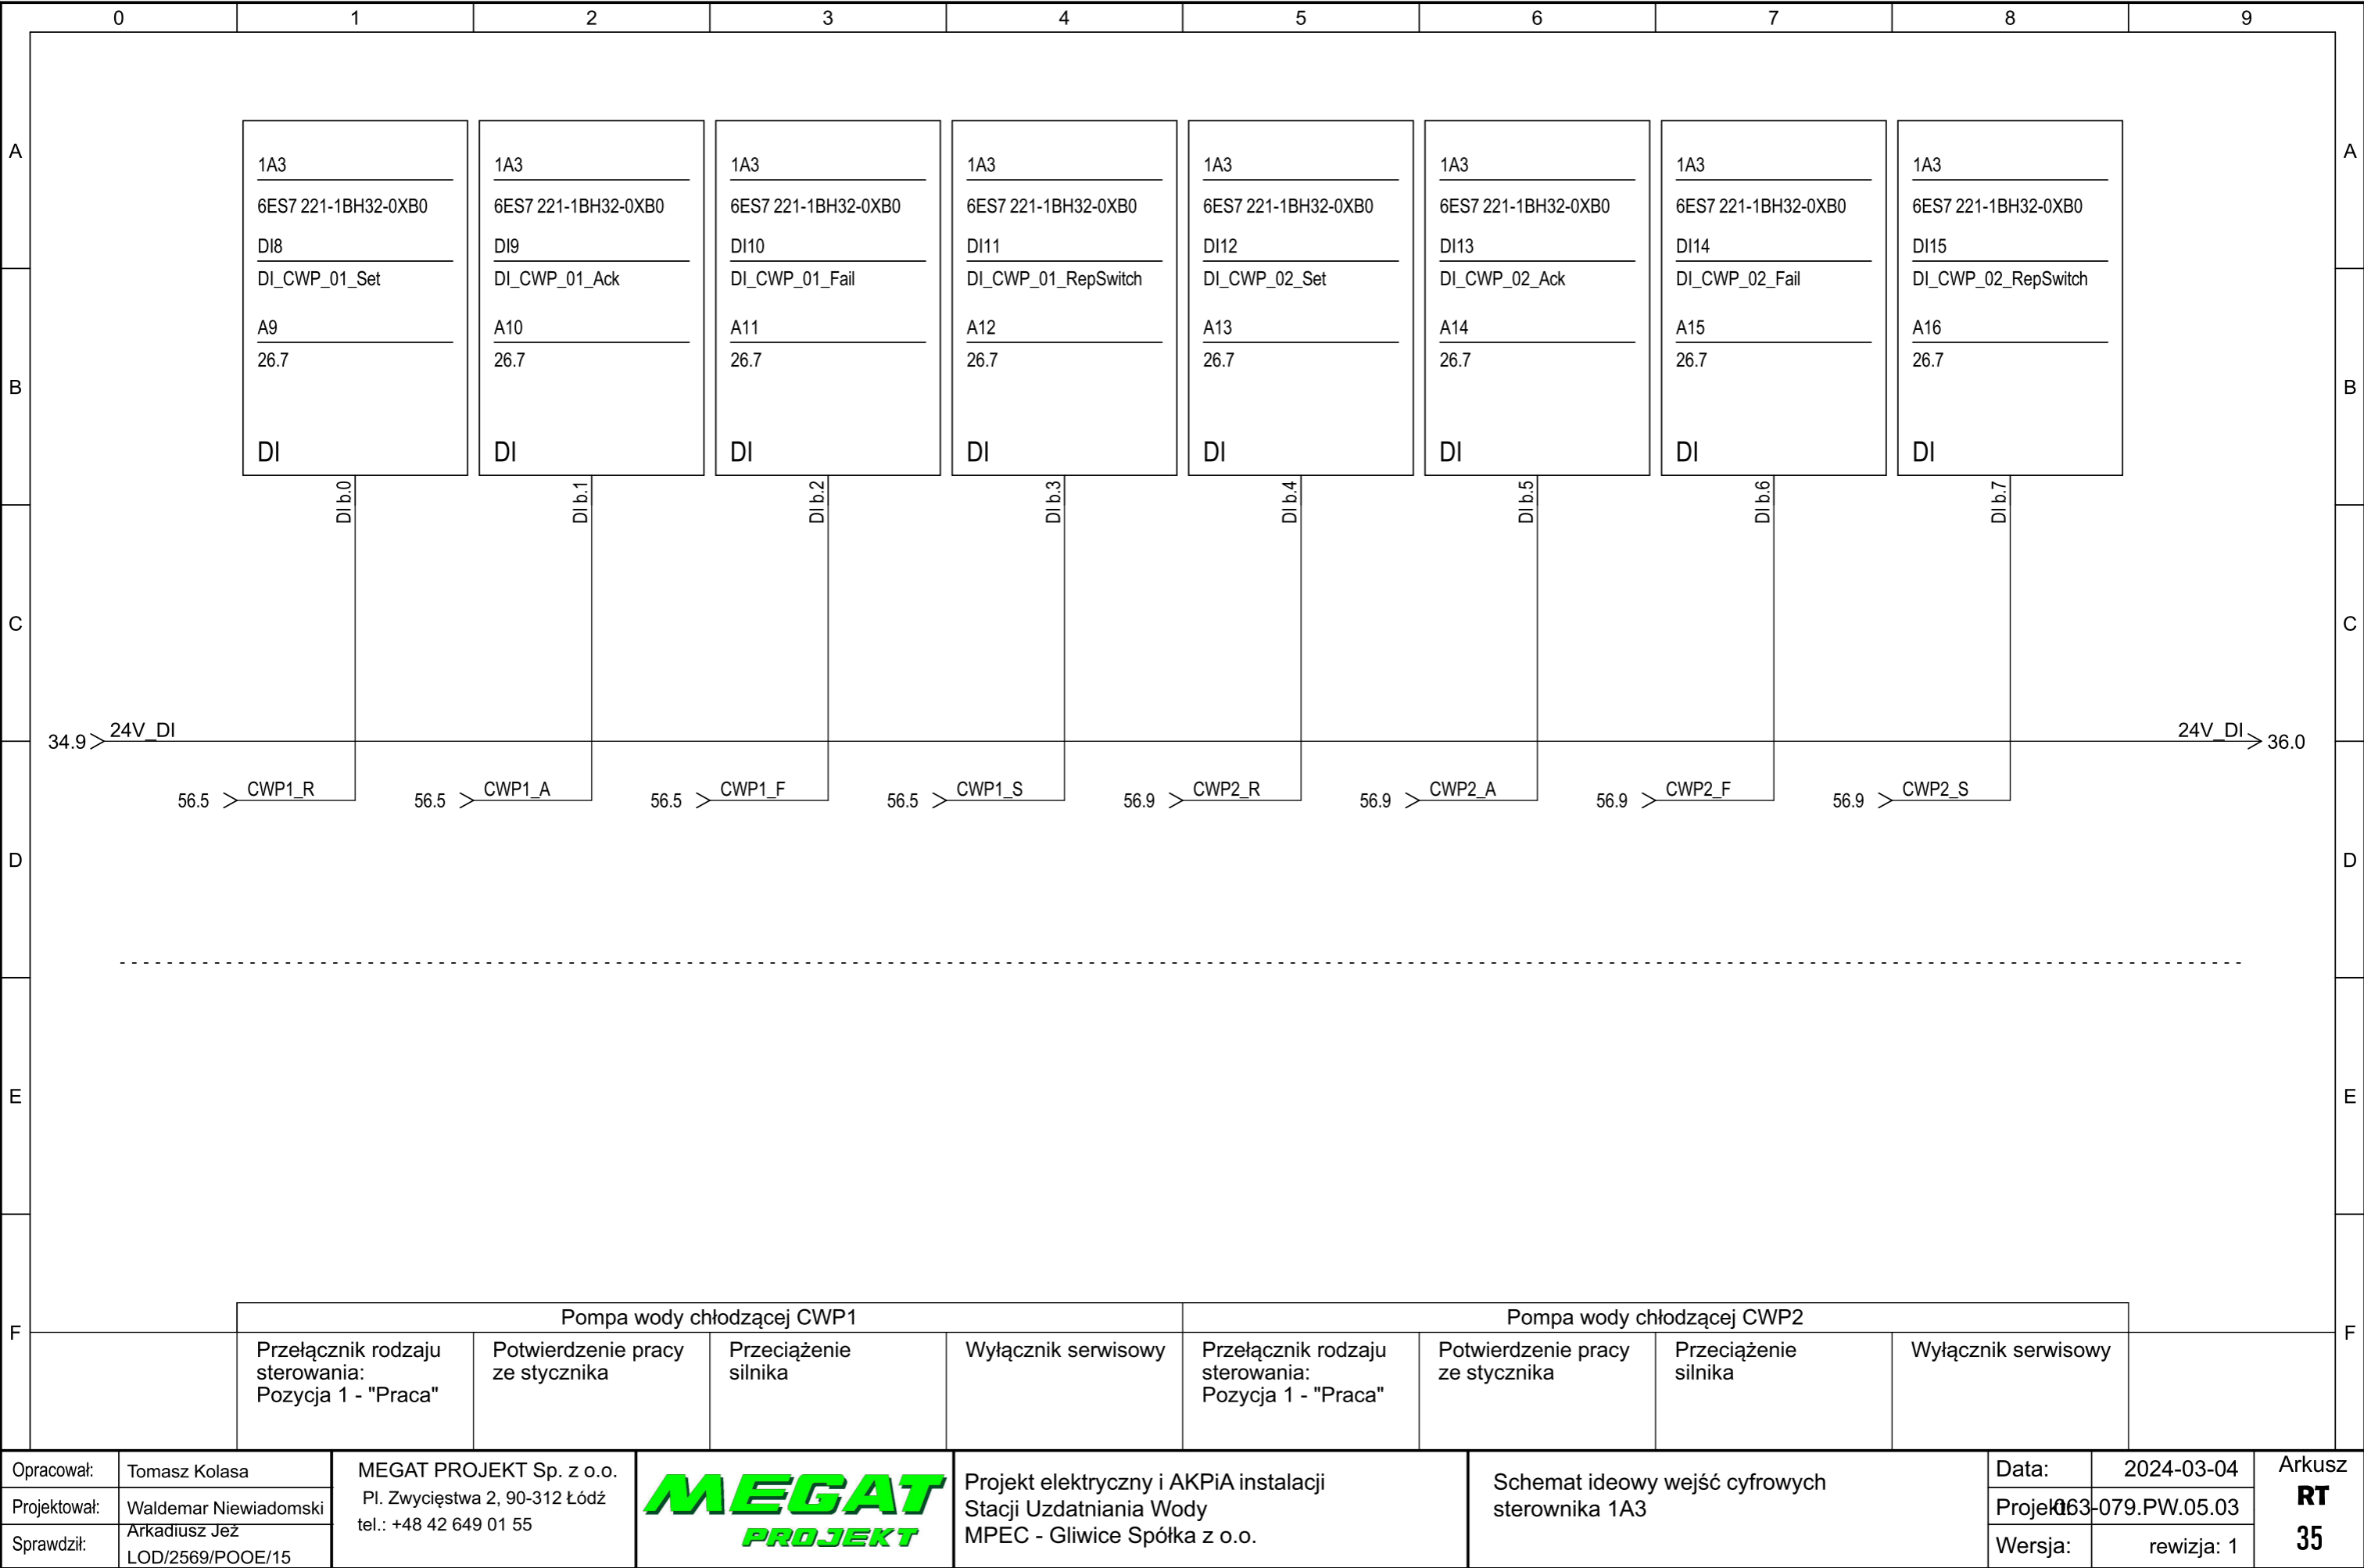 0 1 2 3 4 5 6 7 8 9
A A
1A3 1A3 1A3 1A3 1A3 1A3 1A3 1A3
6ES7 221-1BH32-0XB0 6ES7 221-1BH32-0XB0 6ES7 221-1BH32-0XB0 6ES7 221-1BH32-0XB0 6ES7 221-1BH32-0XB0 6ES7 221-1BH32-0XB0 6ES7 221-1BH32-0XB0 6ES7 221-1BH32-0XB0
DI8 DI9 DI10 DI11 DI12 DI13 DI14 DI15
DI_CWP_01_Set DI_CWP_01_Ack DI_CWP_01_Fail DI_CWP_01_RepSwitch DI_CWP_02_Set DI_CWP_02_Ack DI_CWP_02_Fail DI_CWP_02_RepSwitch
A9 A10 A11 A12 A13 A14 A15 A16
26.7 26.7 26.7 26.7 26.7 26.7 26.7 26.7
B B
DI DI DI DI DI DI DI DI
DI b.0 DI b.1 DI b.2 DI b.3 DI b.4 DI b.5 DI b.6 DI b.7
C C
34.9 24V_DI 24V_DI 36.0
56.5 CWP1_R 56.5 CWP1_A 56.5 CWP1_F 56.5 CWP1_S 56.9 CWP2_R 56.9 CWP2_A 56.9 CWP2_F 56.9 CWP2_S
D D
E E
F F
Pompa wody chłodzącej CWP1 Pompa wody chłodzącej CWP2
Przełącznik rodzaju
sterowania:
Pozycja 1 - "Praca"
Potwierdzenie pracy
ze stycznika
Przeciążenie
silnika
Wyłącznik serwisowy
Przełącznik rodzaju
sterowania:
Pozycja 1 - "Praca"
Potwierdzenie pracy
ze stycznika
Przeciążenie
silnika
Wyłącznik serwisowy
Opracował: Tomasz Kolasa
Projektował: Waldemar Niewiadomski
Sprawdził: Arkadiusz Jeż
LOD/2569/POOE/15
MEGAT PROJEKT Sp. z o.o.
Pl. Zwycięstwa 2, 90-312 Łódź
tel.: +48 42 649 01 55
MEGAT
PROJEKT
Projekt elektryczny i AKPiA instalacji
Stacji Uzdatniania Wody
MPEC - Gliwice Spółka z o.o.
Schemat ideowy wejść cyfrowych
sterownika 1A3
Data: 2024-03-04
Projekt: 063-079.PW.05.03
Wersja: rewizja: 1
Arkusz
RT
35